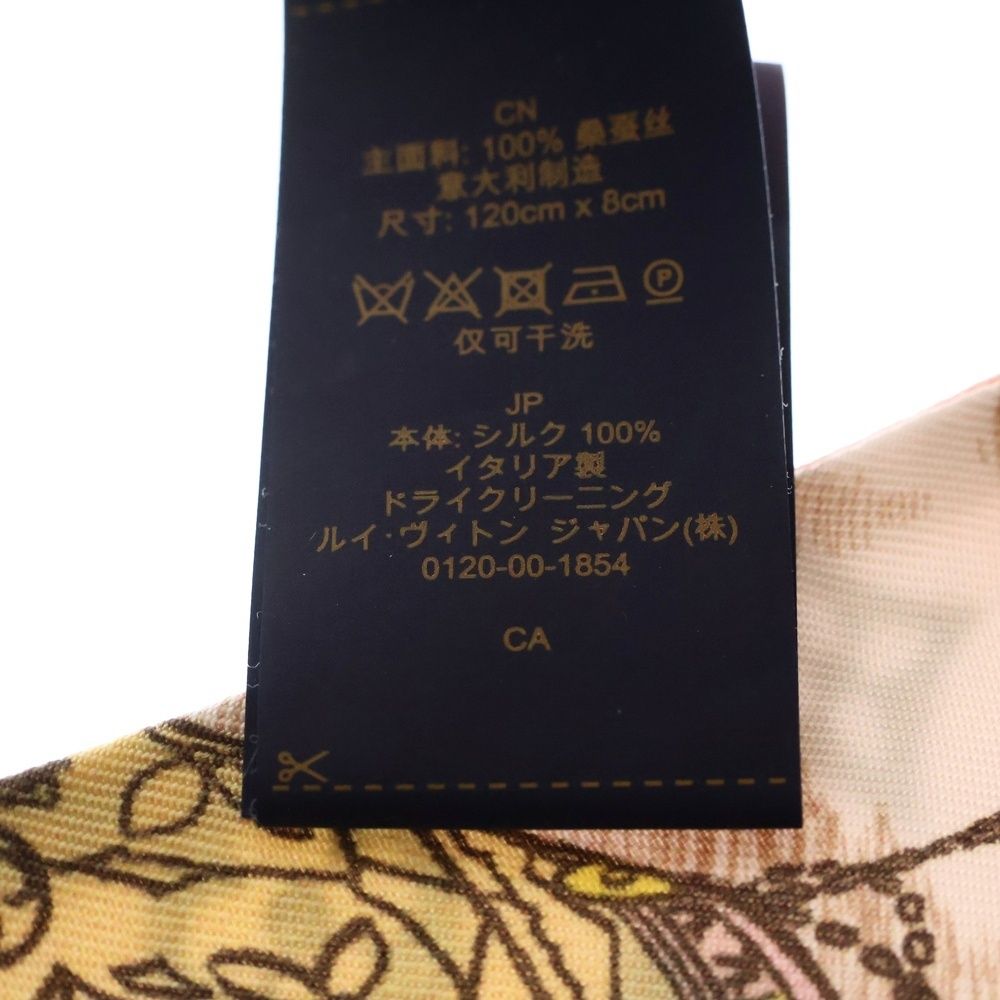 CN
主面料: 100% 桑蚕丝
意大利制造
尺寸: 120cm x 8cm
P
仅可干洗
JP
本体: シルク 100%
イタリア製
ドライクリーニング
ルイ·ヴィトン ジャパン(株)
0120-00-1854
CA